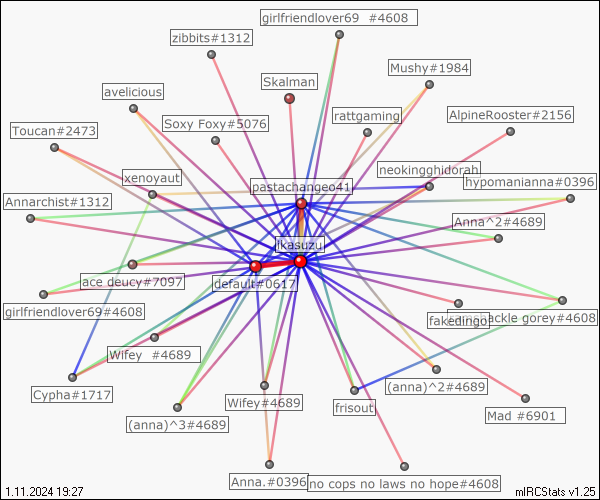 girlfriendlover69 #4608
zibbits#1312
Mushy#1984
Skalman
avelicious
rattgaming
AlpineRooster#2156
Soxy Foxy#5076
Toucan#2473
neokingghidorah
xenoyaut
hypomanianna#0396
pastachangeo41
Annarchist#1312
Anna^2#4689
ikasuzu
ace deucy#7097
default#0617
girlfriendlover69#4608
fakedingo
ackle gorey#4608
Wifey #4689
(anna)^2#4689
Cypha#1717
Wifey#4689
frisout
Mad #6901
(anna)^3#4689
Anna.#0396
no cops no laws no hope#4608
1.11.2024 19:27
mIRCStats v1.25